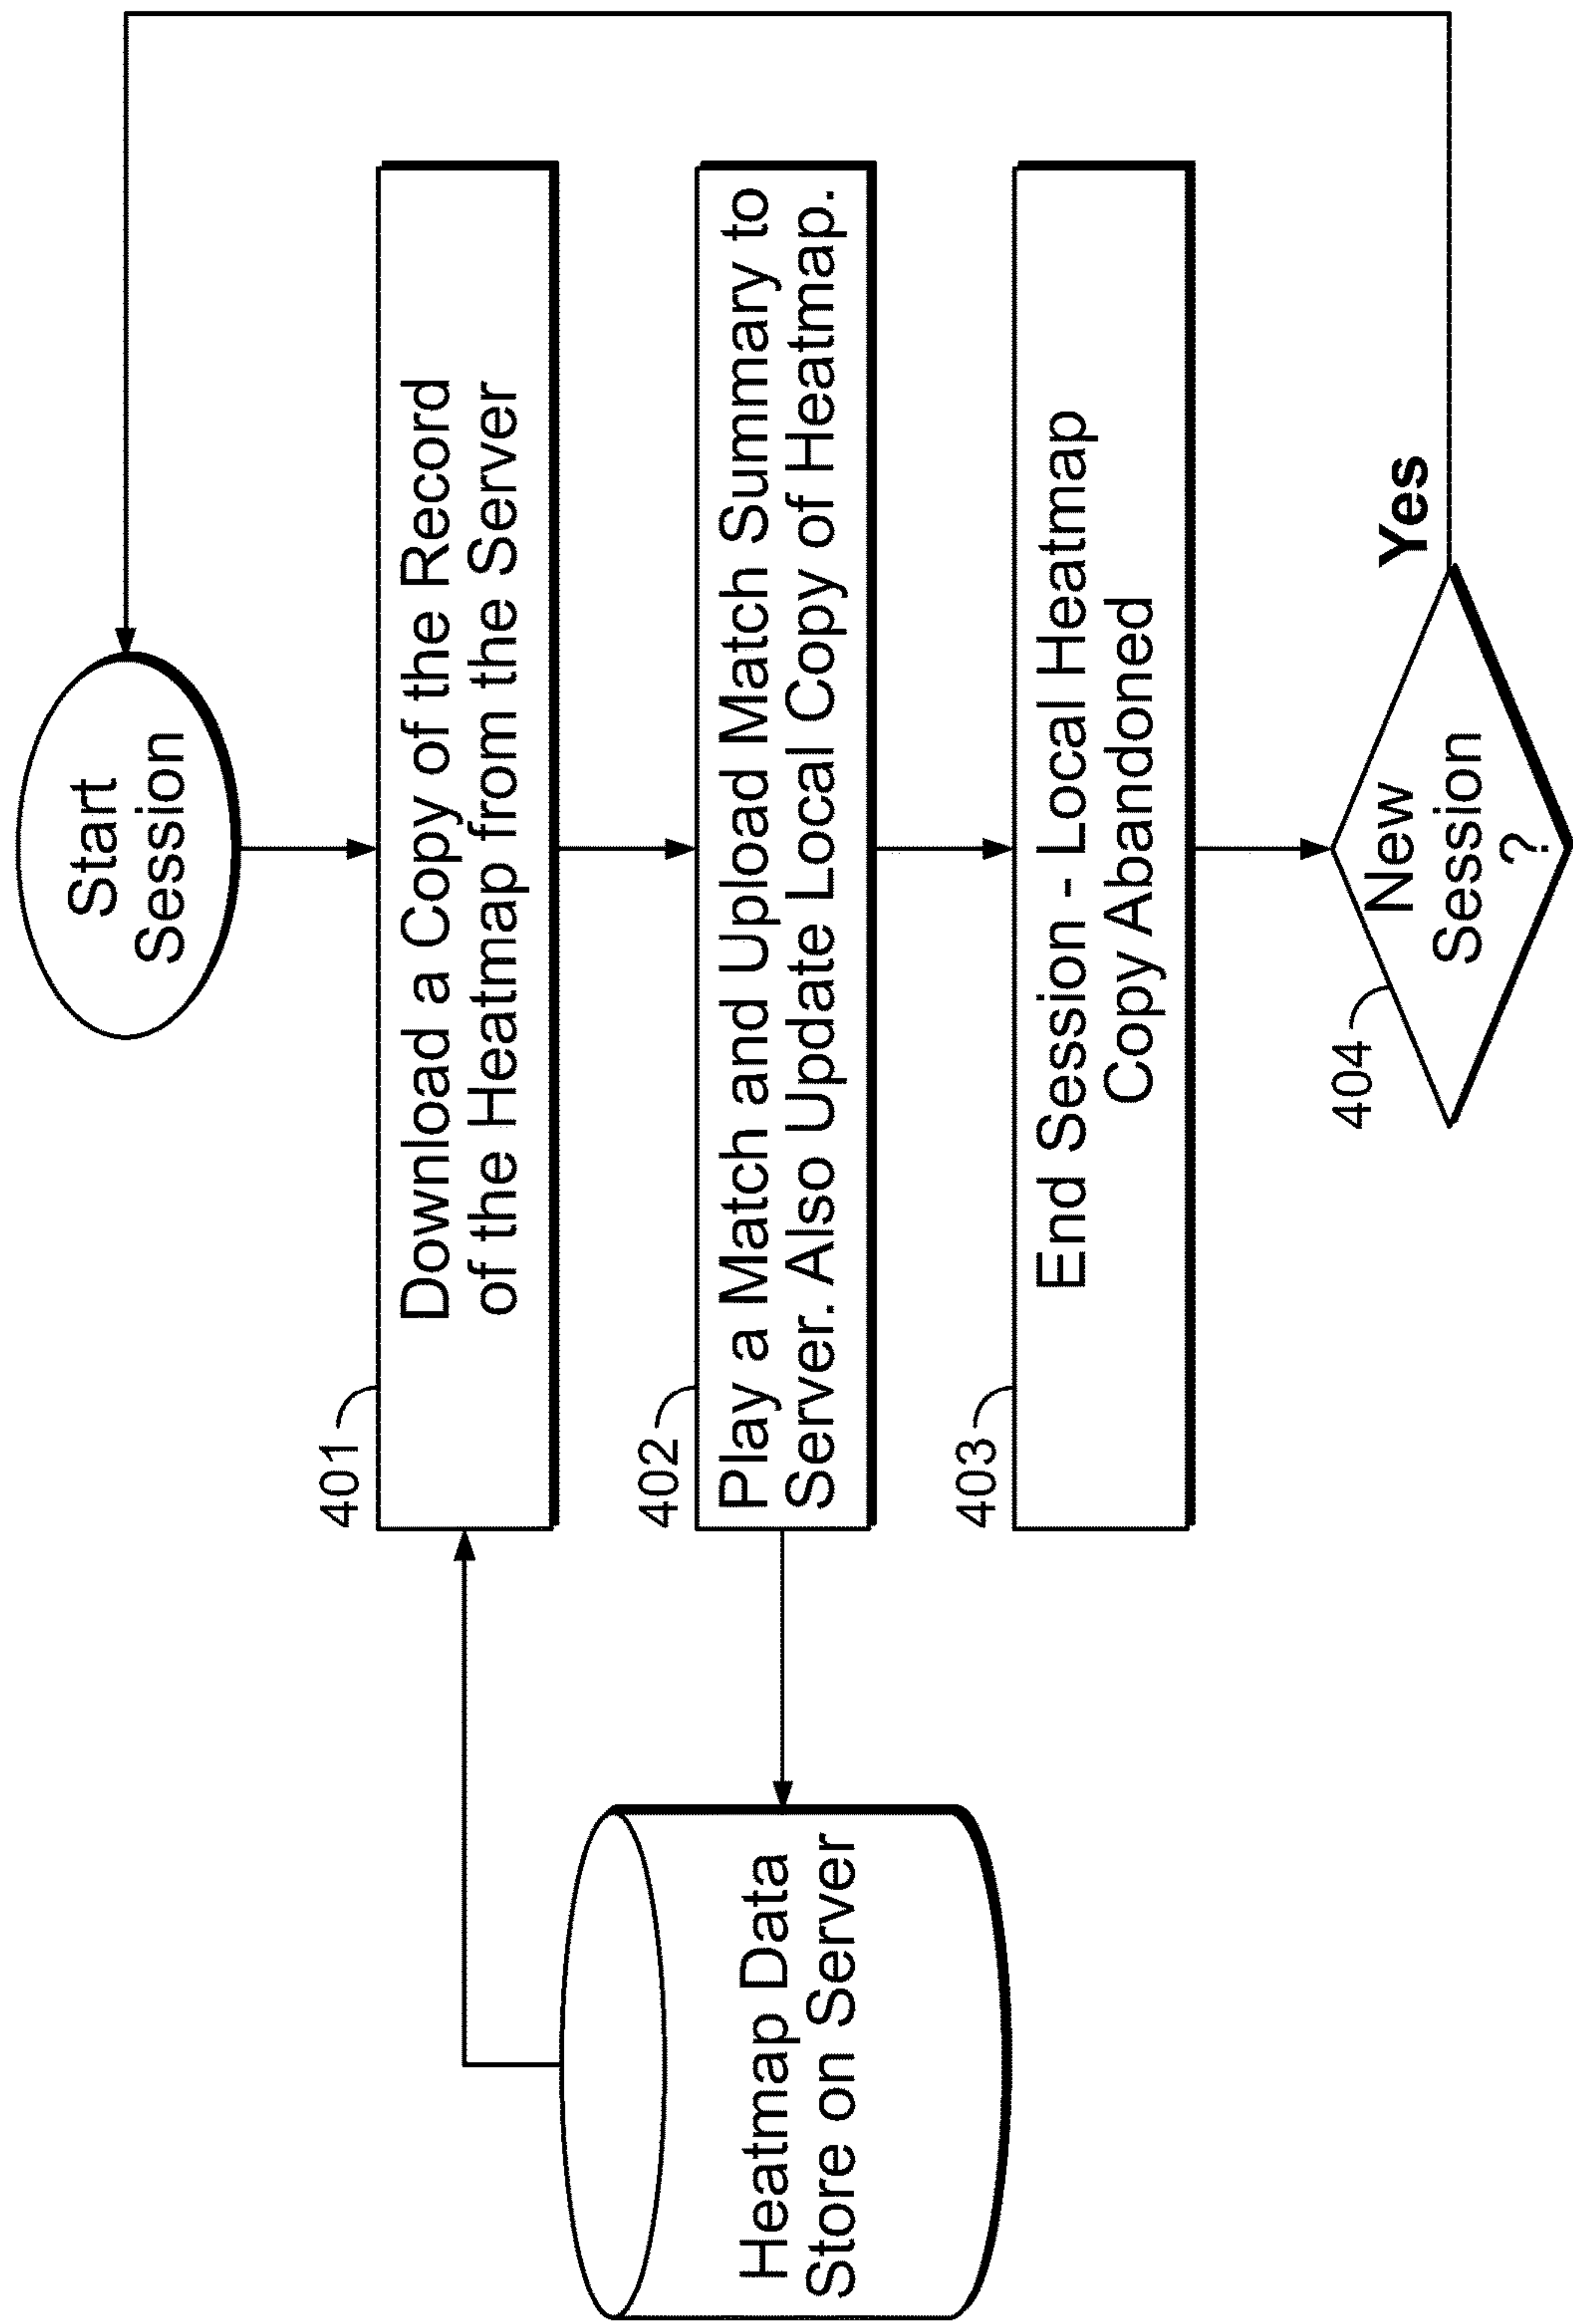 Start
Session
401
Download a Copy of the Record
of the Heatmap from the Server
402
Play a Match and Upload Match Summary to
Server. Also Update Local Copy of Heatmap.
Heatmap Data
Store on Server
403
End Session - Local Heatmap
Copy Abandoned
404
New
Session
?
Yes